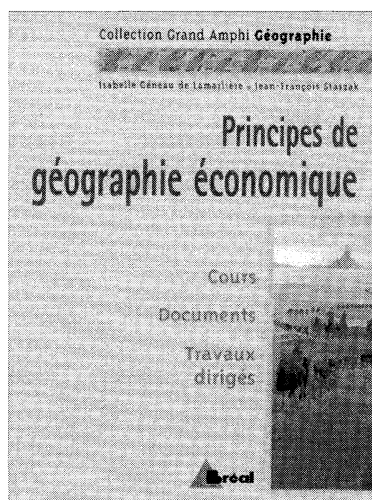 Collection Grand Amphi Géographie
Isabelle Géneau de Lamarlière - Jean-François Staszak
Principes de
géographie économique
Cours
Documents
Travaux
dirigés
Bréal